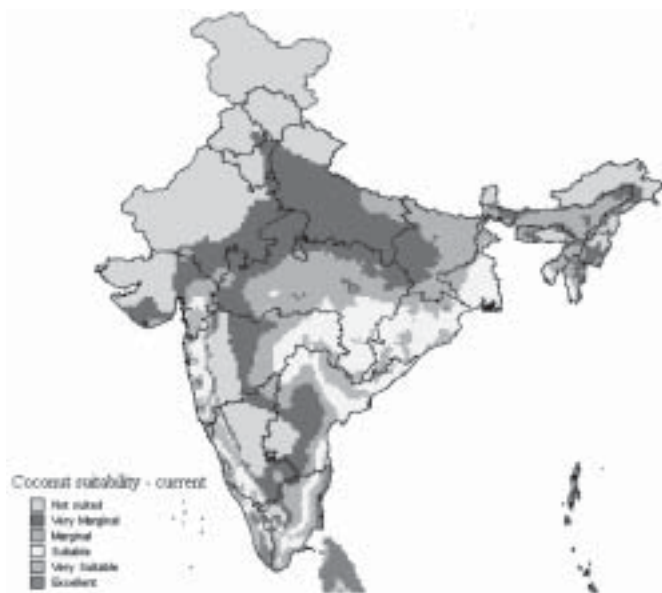 Coconut suitability - current
Not suited
Very Marginal
Marginal
Suitable
Very Suitable
Excellent